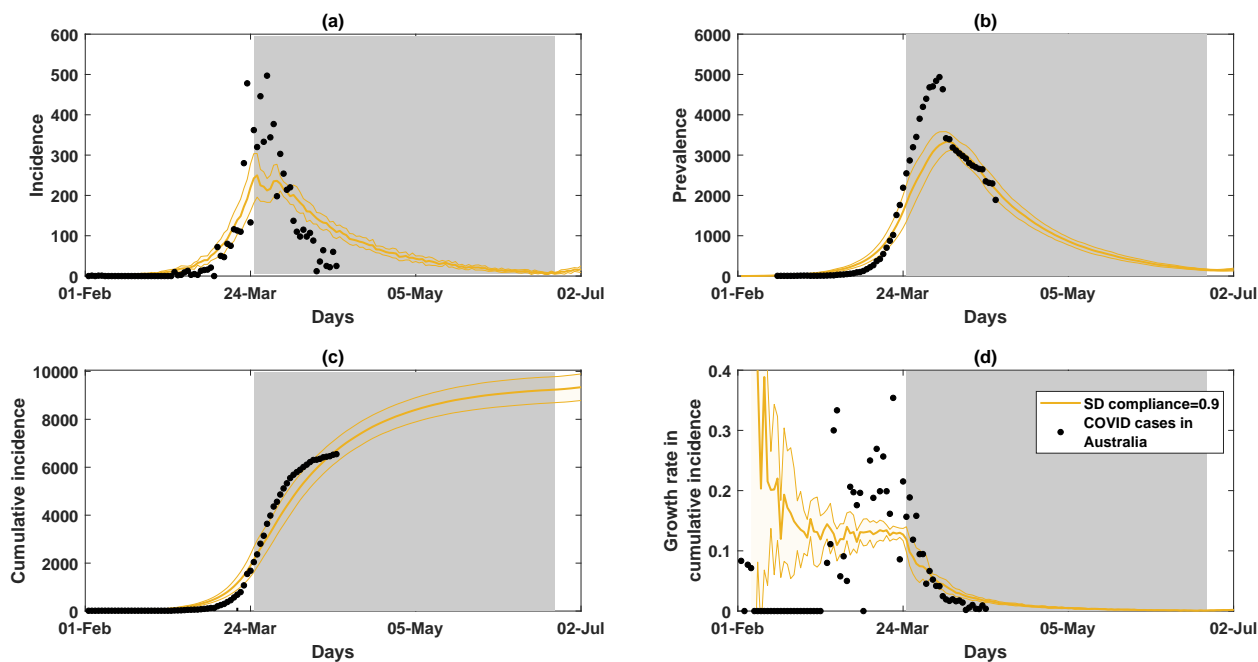 (a)
600
500
400
300
200
100
0
Incidence
01-Feb
24-Mar
05-May
02-Jul
Days
(b)
6000
5000
4000
3000
2000
1000
0
Prevalence
01-Feb
24-Mar
05-May
02-Jul
Days
(c)
10000
8000
6000
4000
2000
0
Cumulative incidence
01-Feb
24-Mar
05-May
02-Jul
Days
(d)
0.4
0.3
0.2
0.1
0
Growth rate in
cumulative incidence
SD compliance=0.9
COVID cases in
Australia
01-Feb
24-Mar
05-May
02-Jul
Days